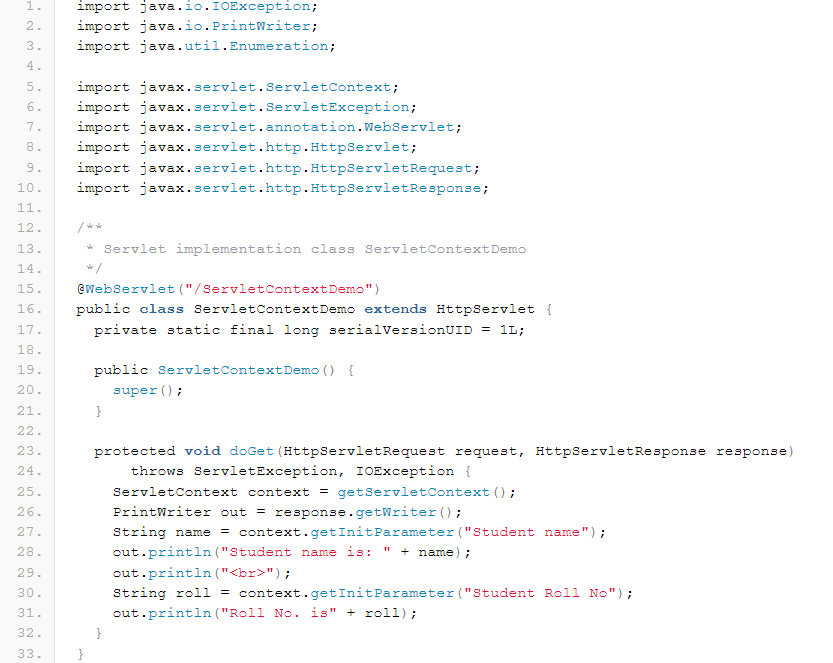 1. import java.io.IOException;
2. import java.io.PrintWriter;
3. import java.util.Enumeration;
4.
5. import javax.servlet.ServletContext;
6. import javax.servlet.ServletException;
7. import javax.servlet.annotation.WebServlet;
8. import javax.servlet.http.HttpServlet;
9. import javax.servlet.http.HttpServletRequest;
10. import javax.servlet.http.HttpServletResponse;
11.
12. /**
13.  * Servlet implementation class ServletContextDemo
14.  */
15. @WebServlet("/ServletContextDemo")
16. public class ServletContextDemo extends HttpServlet {
17.   private static final long serialVersionUID = 1L;
18.
19.   public ServletContextDemo() {
20.     super();
21.   }
22.
23.   protected void doGet(HttpServletRequest request, HttpServletResponse response)
24.       throws ServletException, IOException {
25.     ServletContext context = getServletContext();
26.     PrintWriter out = response.getWriter();
27.     String name = context.getInitParameter("Student name");
28.     out.println("Student name is: " + name);
29.     out.println("<br>");
30.     String roll = context.getInitParameter("Student Roll No");
31.     out.println("Roll No. is" + roll);
32.   }
33. }